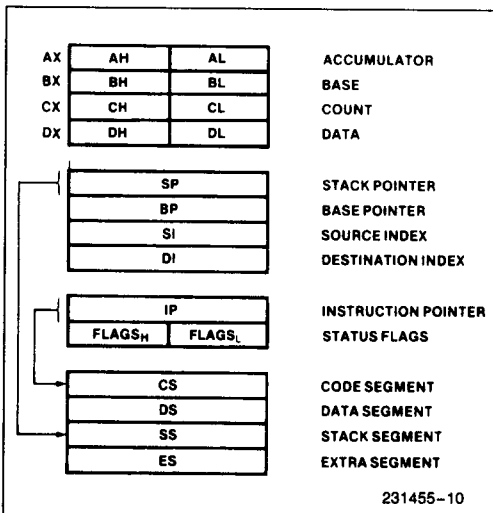 AX AH AL ACCUMULATOR
BX BH BL BASE
CX CH CL COUNT
DX DH DL DATA
SP STACK POINTER
BP BASE POINTER
SI SOURCE INDEX
DI DESTINATION INDEX
IP INSTRUCTION POINTER
FLAGSH FLAGSL STATUS FLAGS
CS CODE SEGMENT
DS DATA SEGMENT
SS STACK SEGMENT
ES EXTRA SEGMENT
231455-10